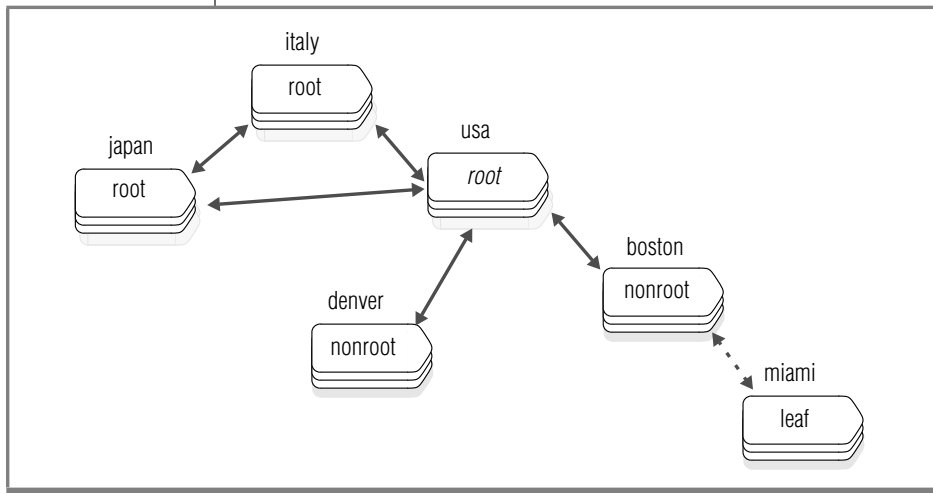 italy
root
japan
root
usa
root
boston
nonroot
denver
nonroot
miami
leaf